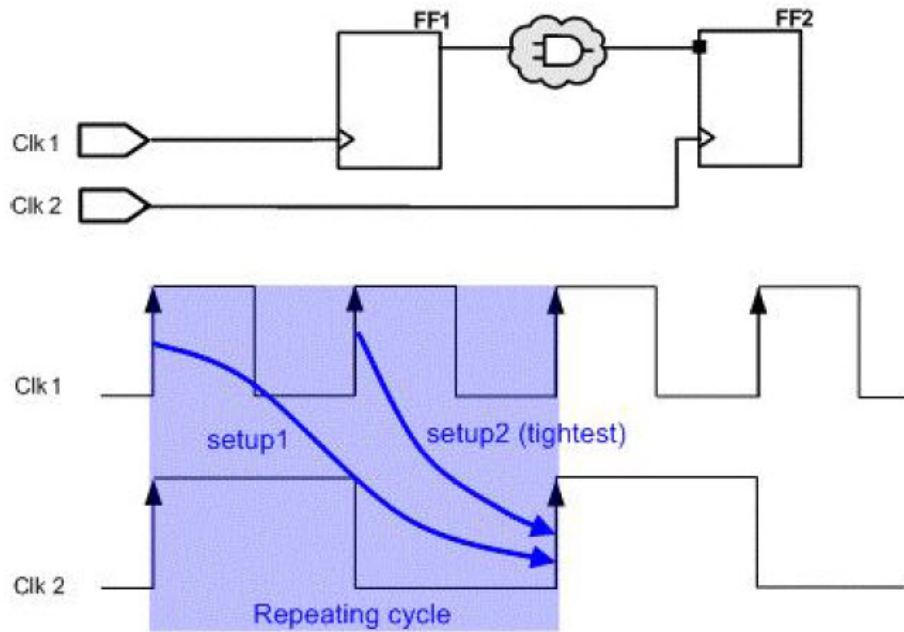 FF1
FF2
Clk 1
Clk 2
Clk 1
setup1
setup2 (tightest)
Clk 2
Repeating cycle